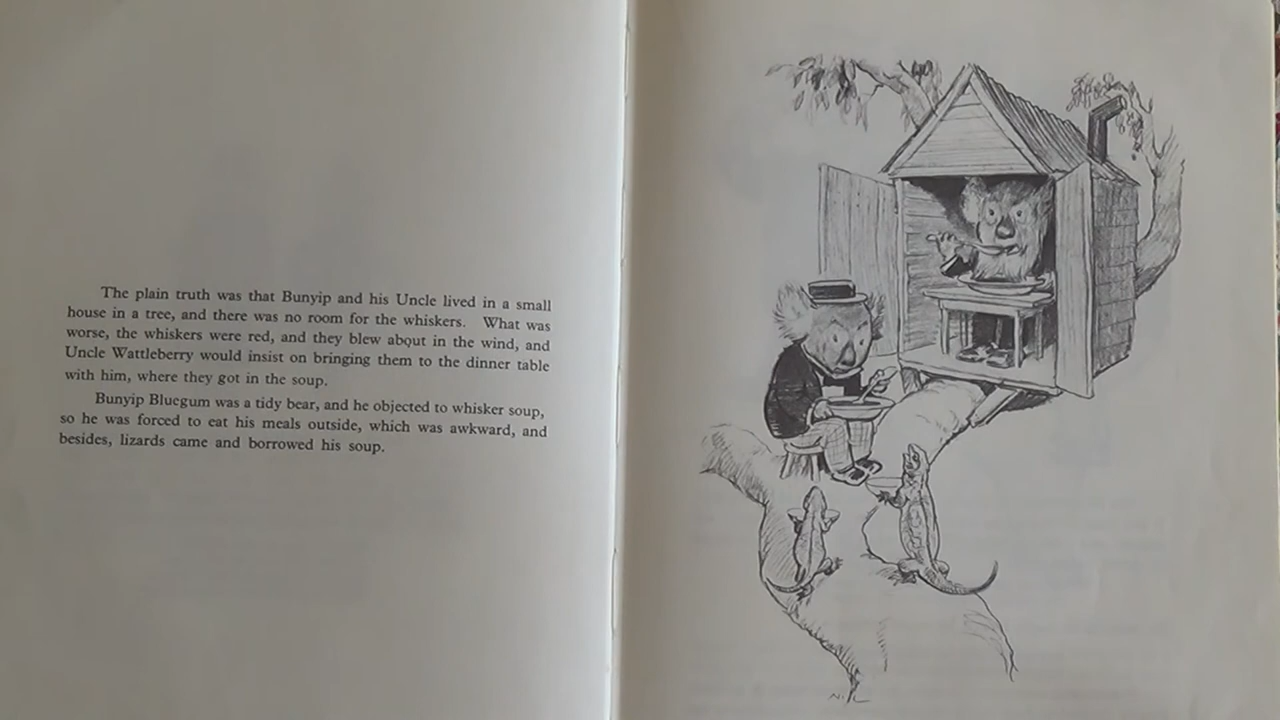 The plain truth was that Bunyip and his Uncle lived in a small
house in a tree, and there was no room for the whiskers. What was
worse, the whiskers were red, and they blew about in the wind, and
Uncle Wattleberry would insist on bringing them to the dinner table
with him, where they got in the soup.
Bunyip Bluegum was a tidy bear, and he objected to whisker soup,
so he was forced to eat his meals outside, which was awkward, and
besides, lizards came and borrowed his soup.